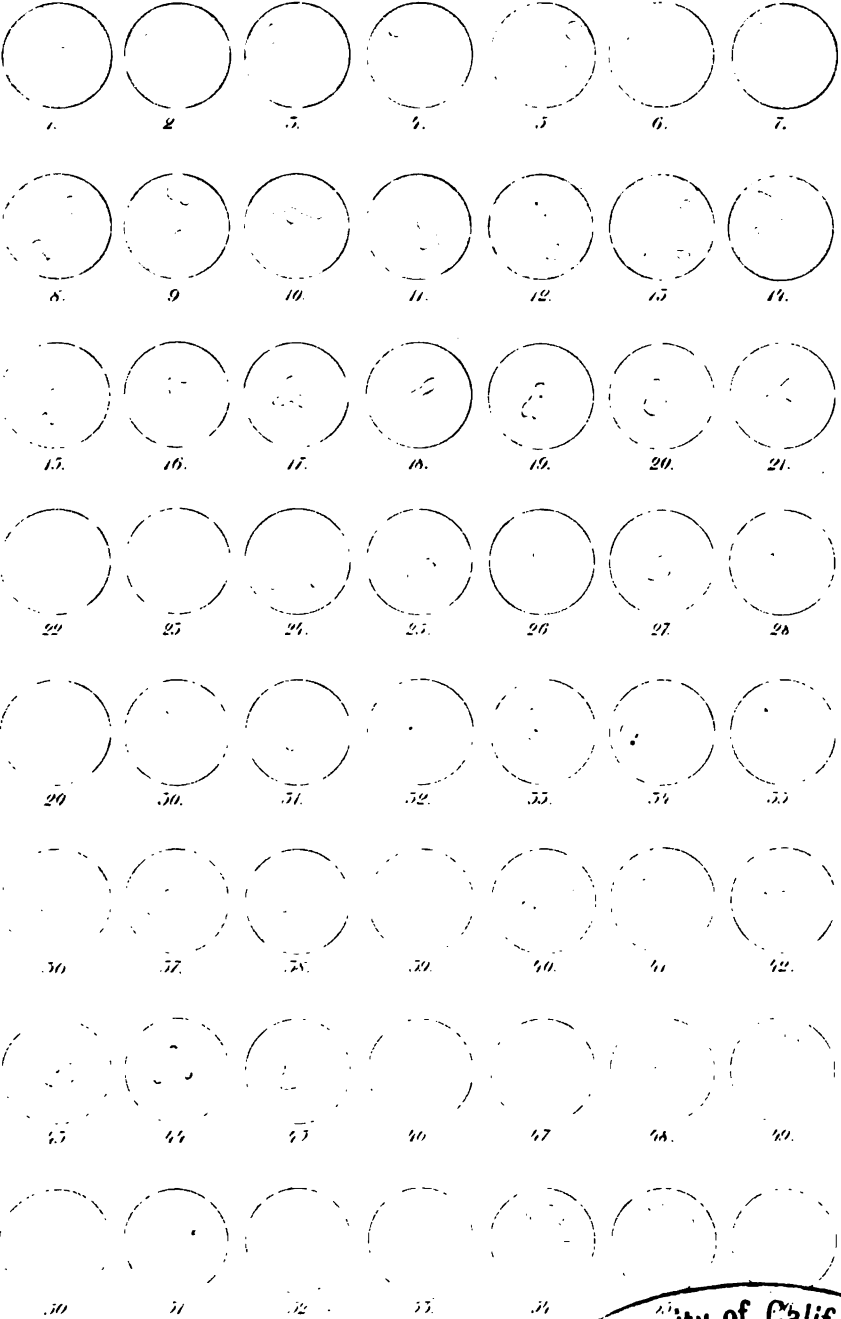 1. 2 3. 4. 5 6. 7.
8. 9 10. 11. 12. 13 14.
15. 16. 17. 18. 19. 20. 21.
22 23 24. 25. 26 27. 28
29 30. 31. 32. 33. 34 35
36 37. 38. 39. 40. 41 42.
43 44 45 46 47 48. 49.
50 51 52 53. 54
of Calif